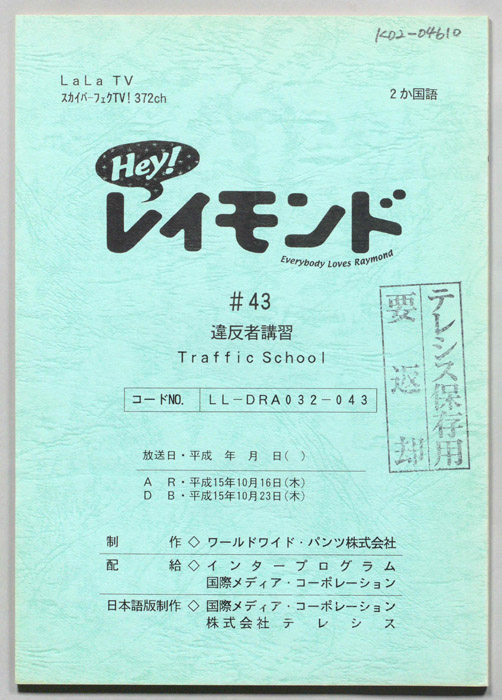 K02-04610
LaLa TV
スカイパーフェクTV! 372ch
2か国語
Hey!
レイモンド
Everybody Loves Raymond
#43
違反者講習
Traffic School
コードNO. LL-DRA032-043
テレシス保存用
要返却
放送日・平成 年 月 日( )
A R・平成15年10月16日(木)
D B・平成15年10月23日(木)
制 作◇ワールドワイド・パンツ株式会社
配 給◇インタープログラム
国際メディア・コーポレーション
日本語版制作◇国際メディア・コーポレーション
株式会社テレシス